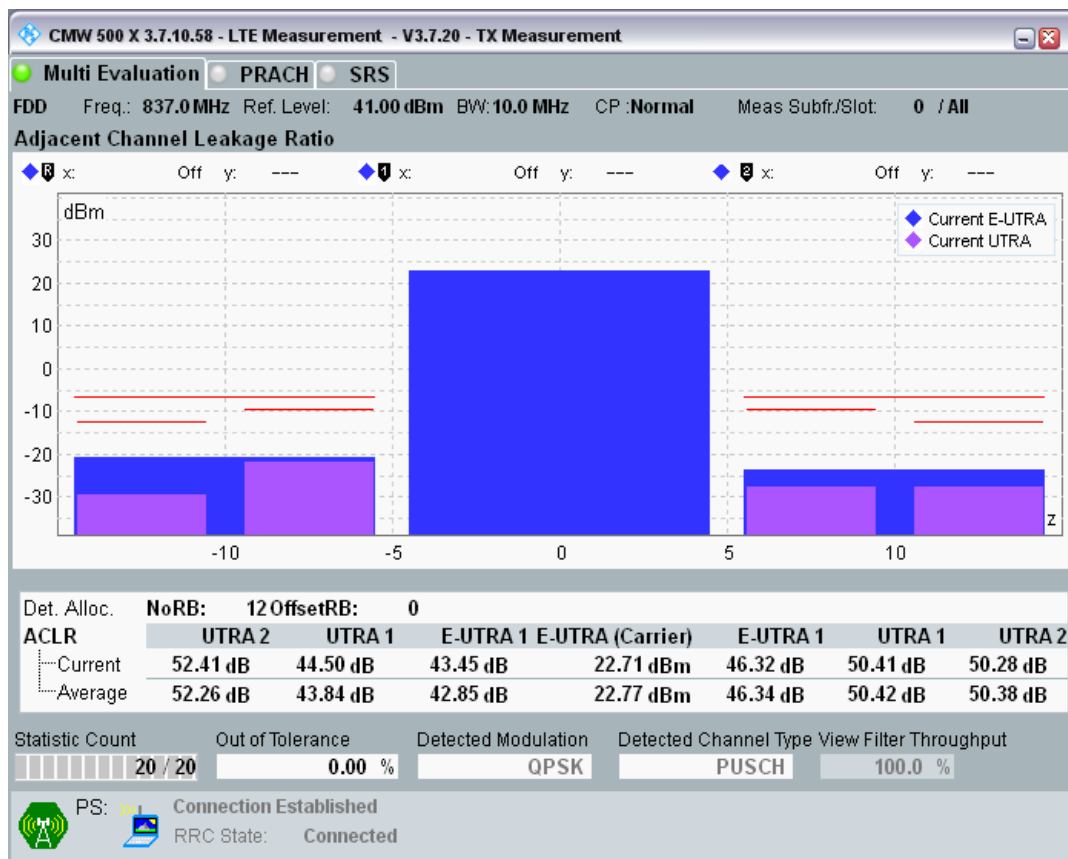 CMW 500 X 3.7.10.58 - LTE Measurement - V3.7.20 - TX Measurement
Multi Evaluation PRACH SRS
FDD Freq.: 837.0 MHz Ref. Level: 41.00 dBm BW: 10.0 MHz CP :Normal Meas Subfr./Slot: 0 / All
Adjacent Channel Leakage Ratio
R x: Off y: --- 1 x: Off y: --- 2 x: Off y: ---
dBm
Current E-UTRA
Current UTRA
30
20
10
0
-10
-20
-30
z
-10 -5 0 5 10
Det. Alloc. NoRB: 12 OffsetRB: 0
ACLR UTRA 2 UTRA 1 E-UTRA 1 E-UTRA (Carrier) E-UTRA 1 UTRA 1 UTRA 2
Current 52.41 dB 44.50 dB 43.45 dB 22.71 dBm 46.32 dB 50.41 dB 50.28 dB
Average 52.26 dB 43.84 dB 42.85 dB 22.77 dBm 46.34 dB 50.42 dB 50.38 dB
Statistic Count Out of Tolerance Detected Modulation Detected Channel Type View Filter Throughput
20 / 20 0.00 % QPSK PUSCH 100.0 %
PS: Connection Established
RRC State: Connected